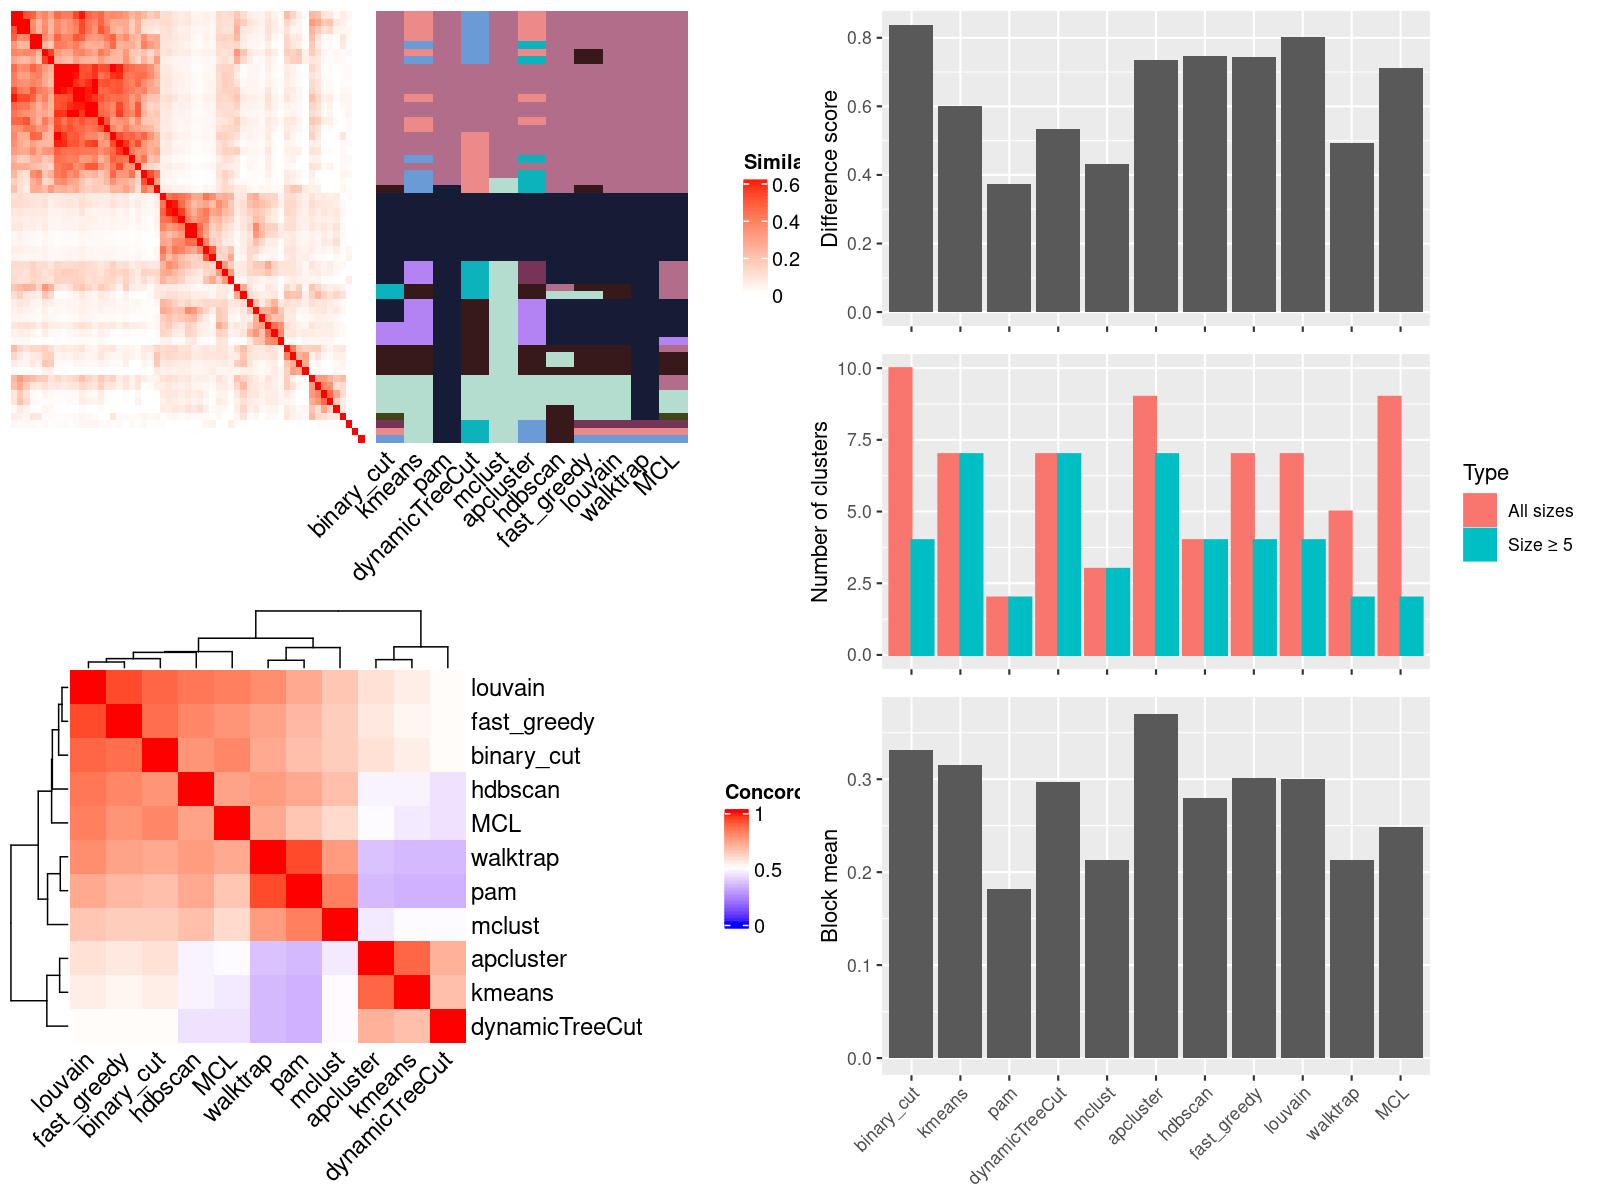 Simila
0.6
0.4
0.2
0
binary_cut
kmeans
pam
dynamicTreeCut
mclust
apcluster
hdbscan
fast_greedy
louvain
walktrap
MCL
louvain
fast_greedy
binary_cut
hdbscan
MCL
walktrap
pam
mclust
apcluster
kmeans
dynamicTreeCut
louvain
fast_greedy
binary_cut
hdbscan
MCL
walktrap
pam
mclust
apcluster
kmeans
dynamicTreeCut
Concord
1
0.5
0
Difference score
0.8
0.6
0.4
0.2
0.0
Number of clusters
10.0
7.5
5.0
2.5
0.0
Type
All sizes
Size ≥ 5
Block mean
0.3
0.2
0.1
0.0
binary_cut
kmeans
pam
dynamicTreeCut
mclust
apcluster
hdbscan
fast_greedy
louvain
walktrap
MCL